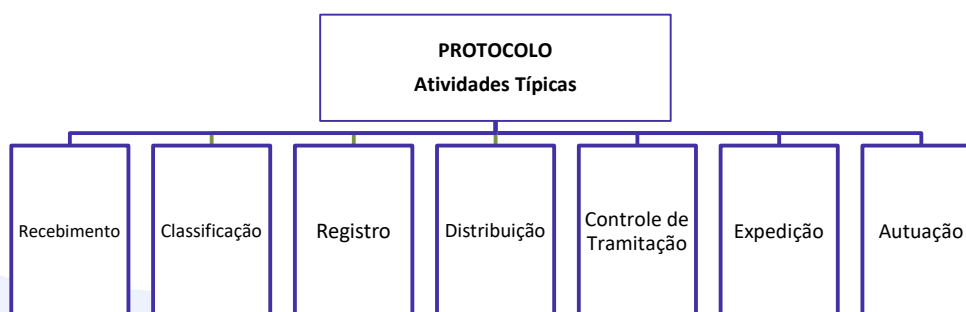 PROTOCOLO
Atividades Típicas
Recebimento
Classificação
Registro
Distribuição
Controle de
Tramitação
Expedição
Autuação